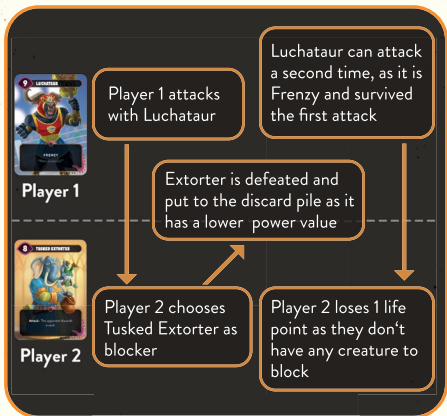 9 LUCHATAUR
FRENZY
Player 1
Player 1 attacks
with Luchataur
Luchataur can attack
a second time, as it is
Frenzy and survived
the first attack
Extorter is defeated and
put to the discard pile as it
has a lower power value
8 TUSKED EXTORTER
Player 2
Player 2 chooses
Tusked Extorter as
blocker
Player 2 loses 1 life
point as they don't
have any creature to
block